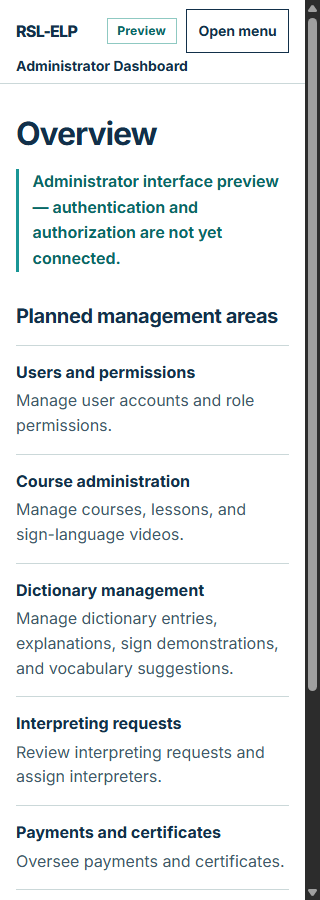 RSL-ELP
Preview
Open menu
Administrator Dashboard
Overview
Administrator interface preview
— authentication and
authorization are not yet
connected.
Planned management areas
Users and permissions
Manage user accounts and role
permissions.
Course administration
Manage courses, lessons, and
sign-language videos.
Dictionary management
Manage dictionary entries,
explanations, sign demonstrations,
and vocabulary suggestions.
Interpreting requests
Review interpreting requests and
assign interpreters.
Payments and certificates
Oversee payments and certificates.